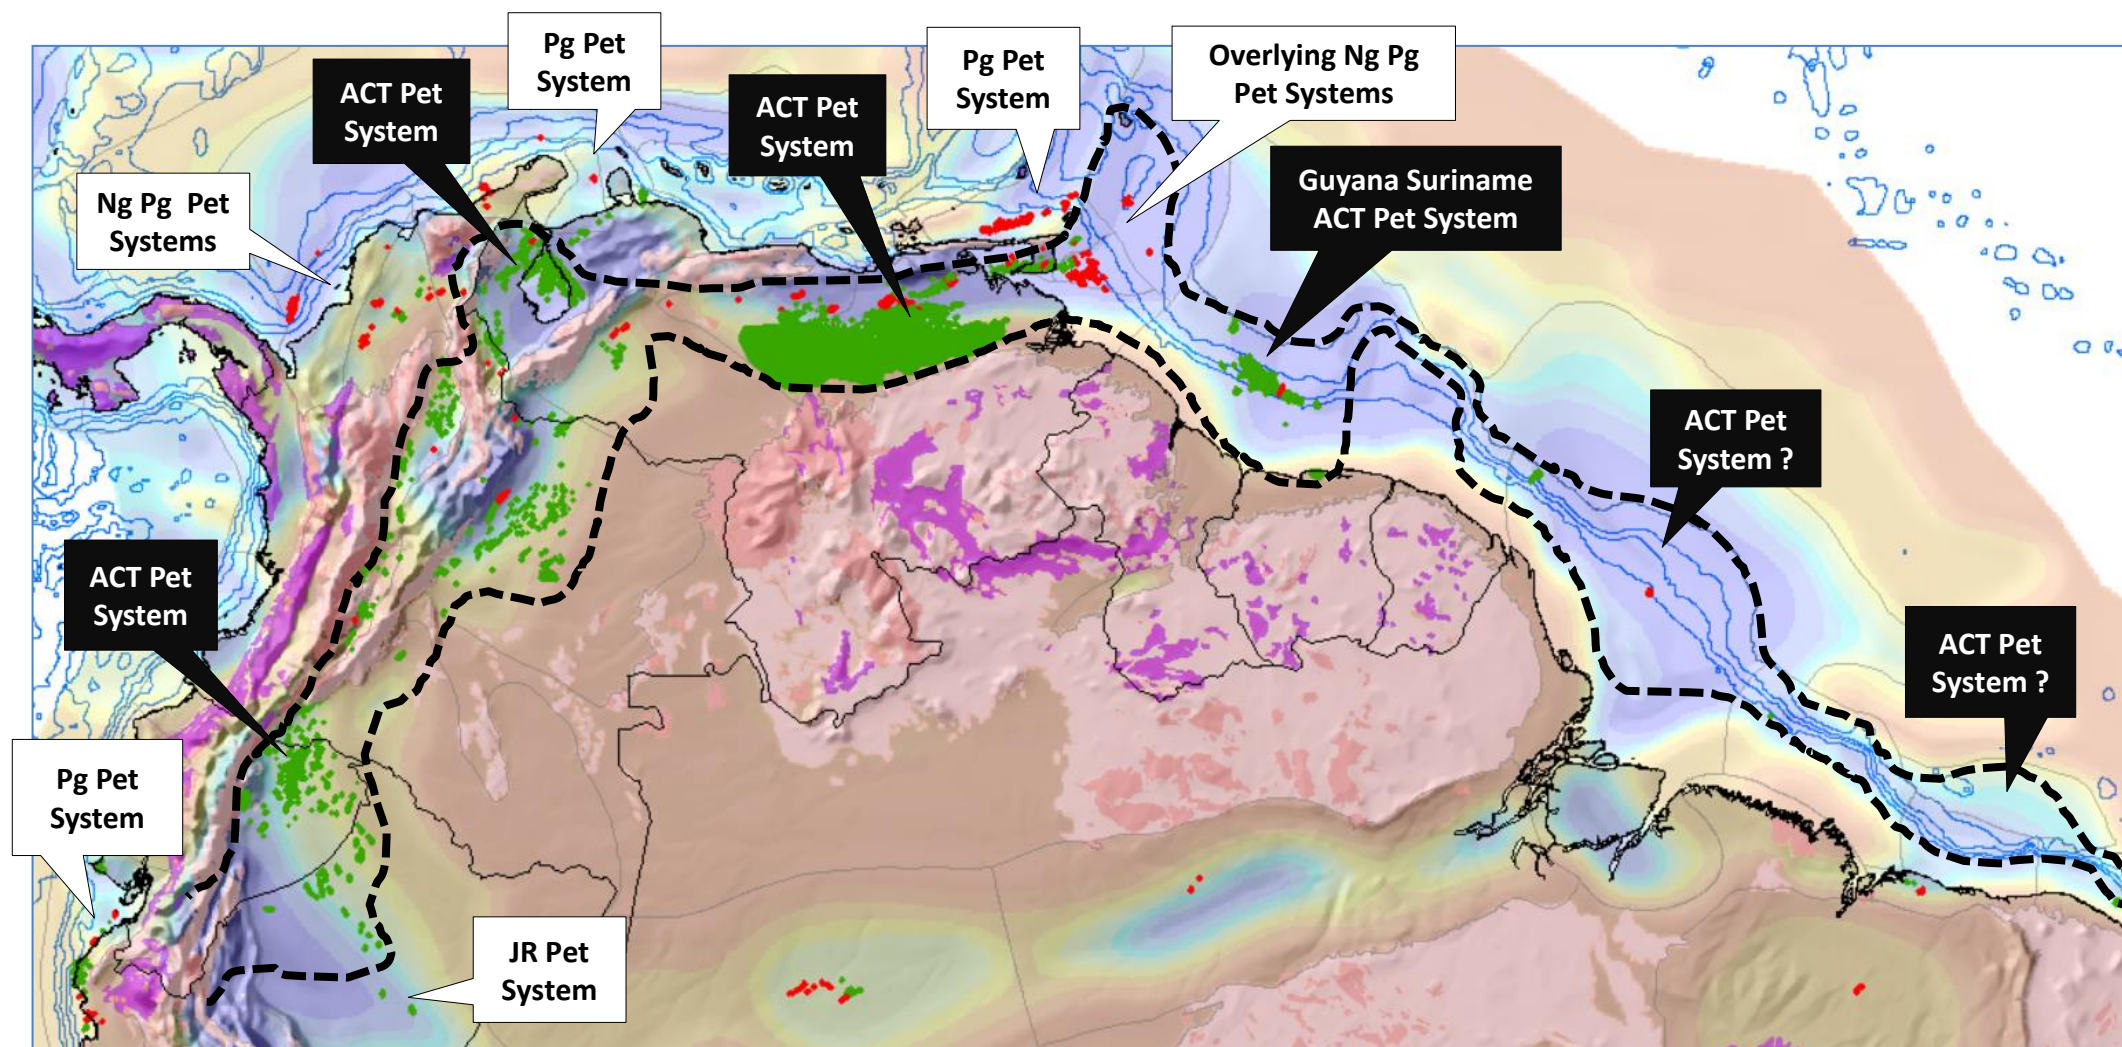 Pg Pet
System
ACT Pet
System
Pg Pet
System
Overlying Ng Pg
Pet Systems
ACT Pet
System
Ng Pg Pet
Systems
Guyana Suriname
ACT Pet System
ACT Pet
System ?
ACT Pet
System
ACT Pet
System ?
Pg Pet
System
JR Pet
System